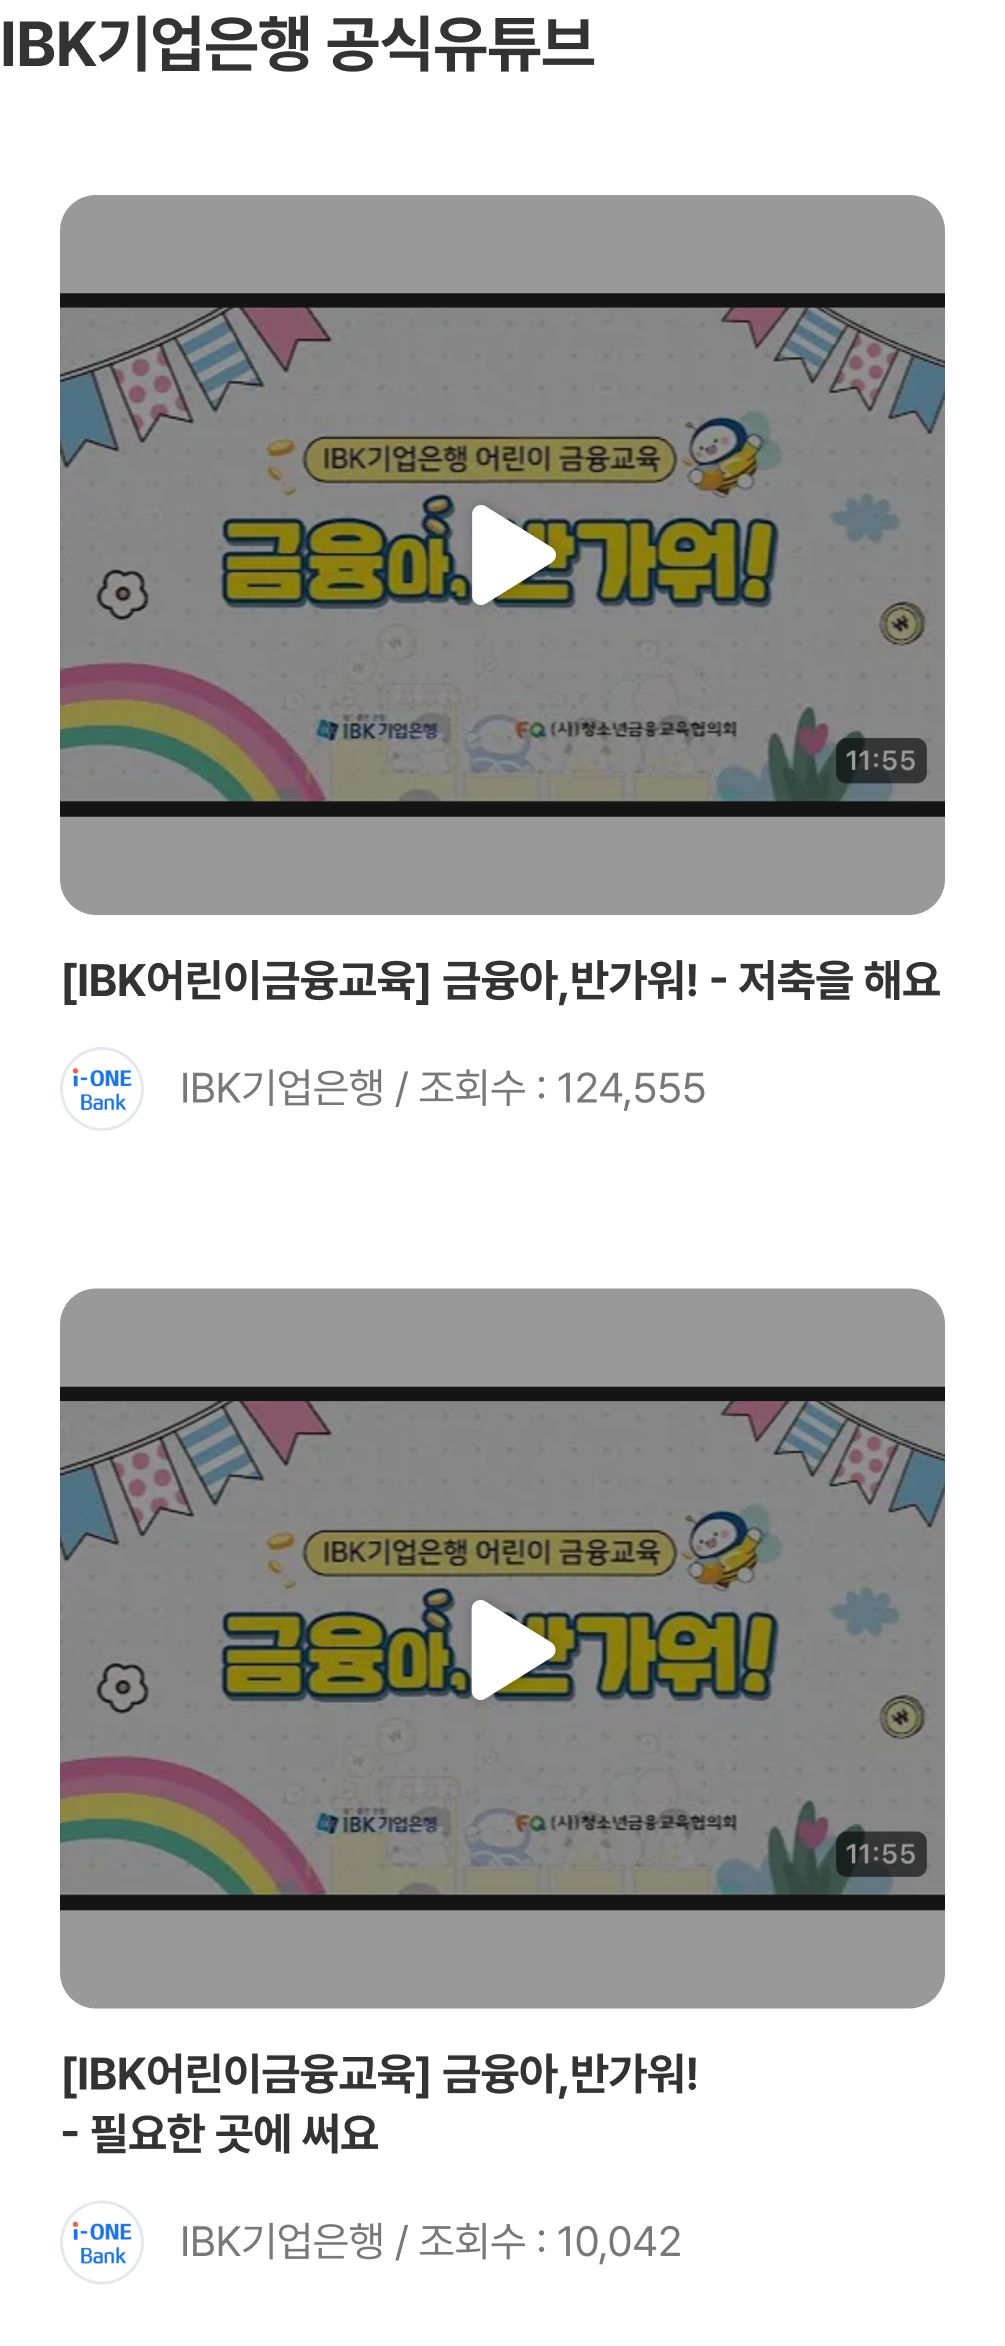 IBK기업은행 공식유튜브
IBK기업은행 어린이 금융교육
금융아, 반가워!
IBK기업은행
FQ (사)청소년금융교육협의회
11:55
[IBK어린이금융교육] 금융아,반가워! - 저축을 해요
i-ONE
Bank
IBK기업은행 / 조회수 : 124,555
IBK기업은행 어린이 금융교육
금융아, 반가워!
IBK기업은행
FQ (사)청소년금융교육협의회
11:55
[IBK어린이금융교육] 금융아,반가워!
- 필요한 곳에 써요
i-ONE
Bank
IBK기업은행 / 조회수 : 10,042